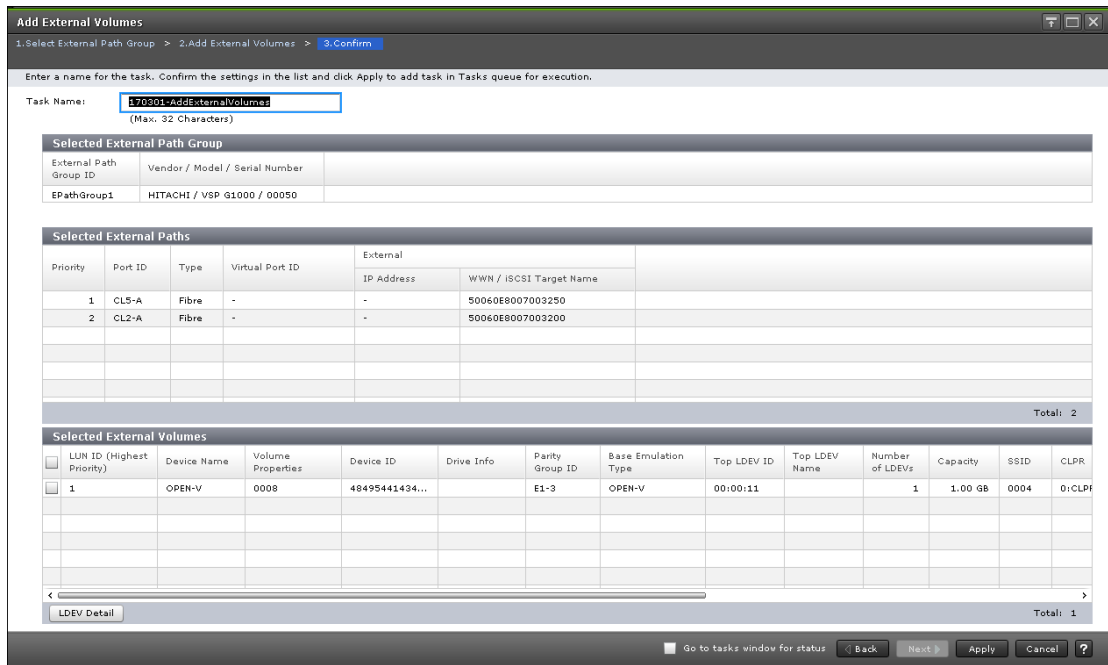 Add External Volumes
1.Select External Path Group > 2.Add External Volumes > 3.Confirm
Enter a name for the task. Confirm the settings in the list and click Apply to add task in Tasks queue for execution.
Task Name: 170301-AddExternalVolumes
(Max. 32 Characters)
Selected External Path Group
External Path Group ID Vendor / Model / Serial Number
EPathGroup1 HITACHI / VSP G1000 / 00050
Selected External Paths
Priority Port ID Type Virtual Port ID External
IP Address WWN / iSCSI Target Name
1 CL5-A Fibre - - 50060E8007003250
2 CL2-A Fibre - - 50060E8007003200
Total: 2
Selected External Volumes
LUN ID (Highest Priority) Device Name Volume Properties Device ID Drive Info Parity Group ID Base Emulation Type Top LDEV ID Top LDEV Name Number of LDEVs Capacity SSID CLPR
1 OPEN-V 0008 48495441434... E1-3 OPEN-V 00:00:11 1 1.00 GB 0004 0:CLPR
LDEV Detail Total: 1
Go to tasks window for status Back Next Apply Cancel ?